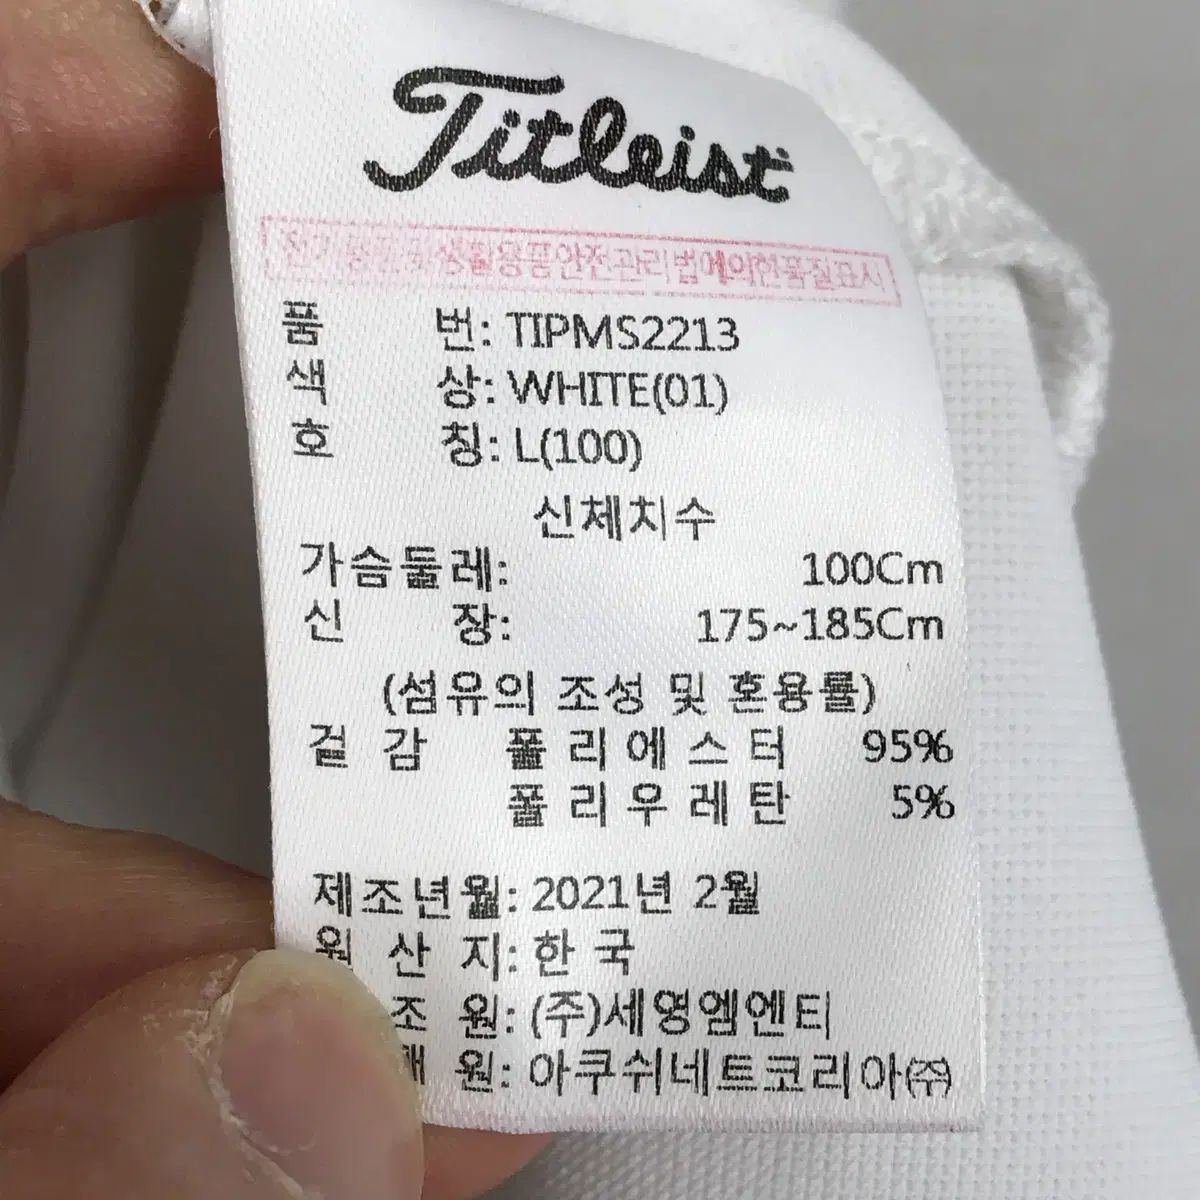 Titleist
전기용품및생활용품안전관리법에의한품질표시
품 번: TIPMS2213
색 상: WHITE(01)
호 칭: L(100)
신체치수
가슴둘레: 100Cm
신 장: 175~185Cm
(섬유의 조성 및 혼용률)
겉 감 폴 리 에 스 터 95%
폴 리 우 레 탄 5%
제조년월: 2021년 2월
원 산 지: 한 국
조 원: (주)세영엠엔티
원: 아쿠쉬네트코리아㈜